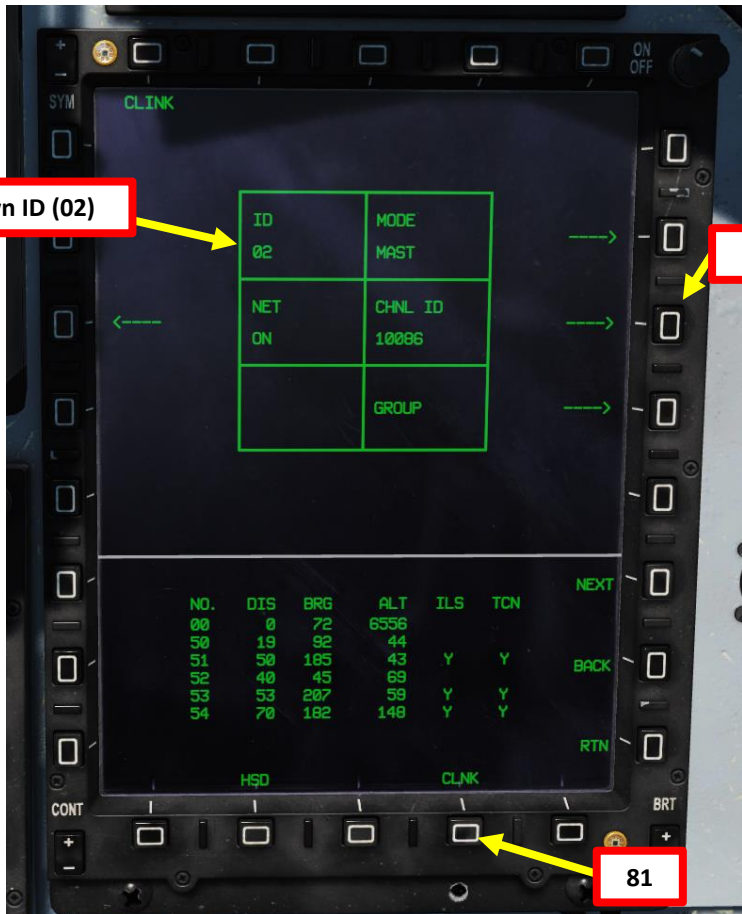 +
-
ON
OFF
SYM
CLINK
n ID (02)
ID
02
MODE
MAST
---->
NET
ON
CHNL ID
10086
<----
---->
GROUP
---->
NEXT
NO. DIS BRG ALT ILS TCN
00 0 72 6556
50 19 92 44
51 50 185 43 Y Y
52 40 45 69
53 53 207 59 Y Y
54 70 182 148 Y Y
BACK
RTN
HSD CLNK
CONT
BRT
+
-
+
81